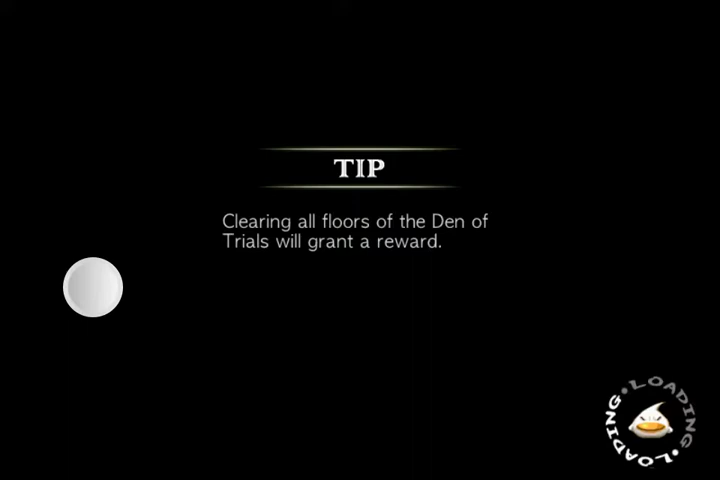 TIP
Clearing all floors of the Den of
Trials will grant a reward.
LOADING • LOADING •